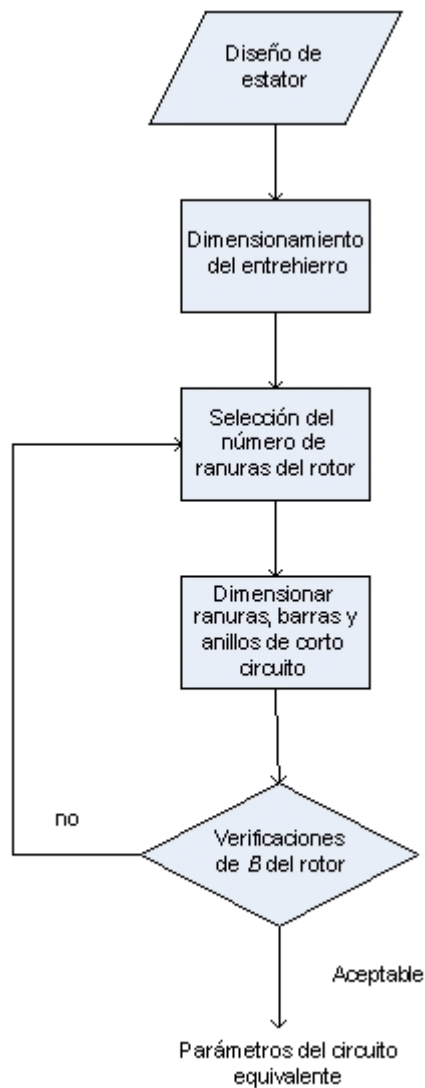 Diseño de
estator
Dimensionamiento
del entrehierro
Selección del
número de
ranuras del rotor
Dimensionar
ranuras, barras y
anillos de corto
circuito
no
Verificaciones
de B del rotor
Aceptable
Parámetros del circuito
equivalente